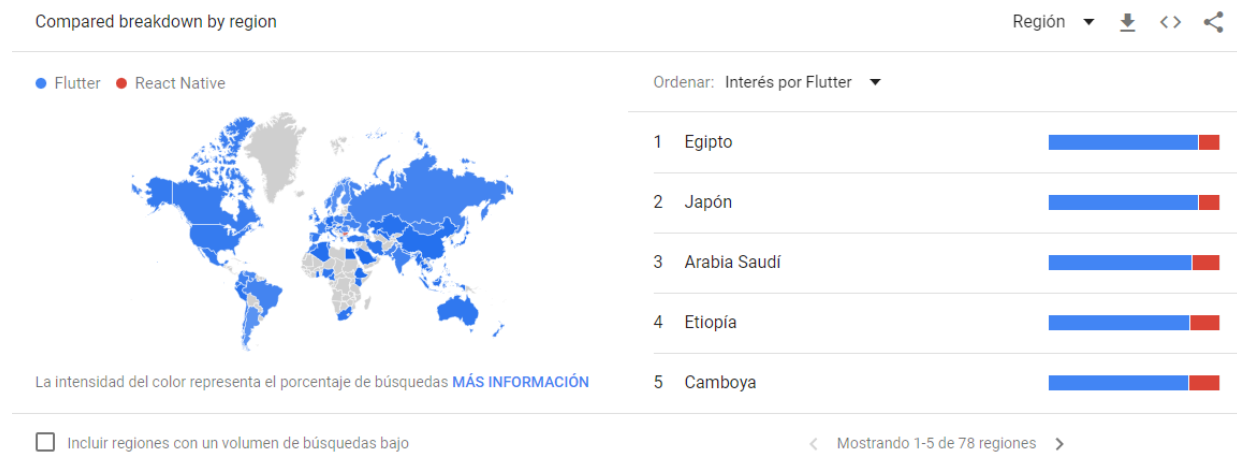 Compared breakdown by region
Región
Flutter React Native
Ordenar: Interés por Flutter
1 Egipto
2 Japón
3 Arabia Saudí
4 Etiopía
5 Camboya
La intensidad del color representa el porcentaje de búsquedas MÁS INFORMACIÓN
Incluir regiones con un volumen de búsquedas bajo
Mostrando 1-5 de 78 regiones